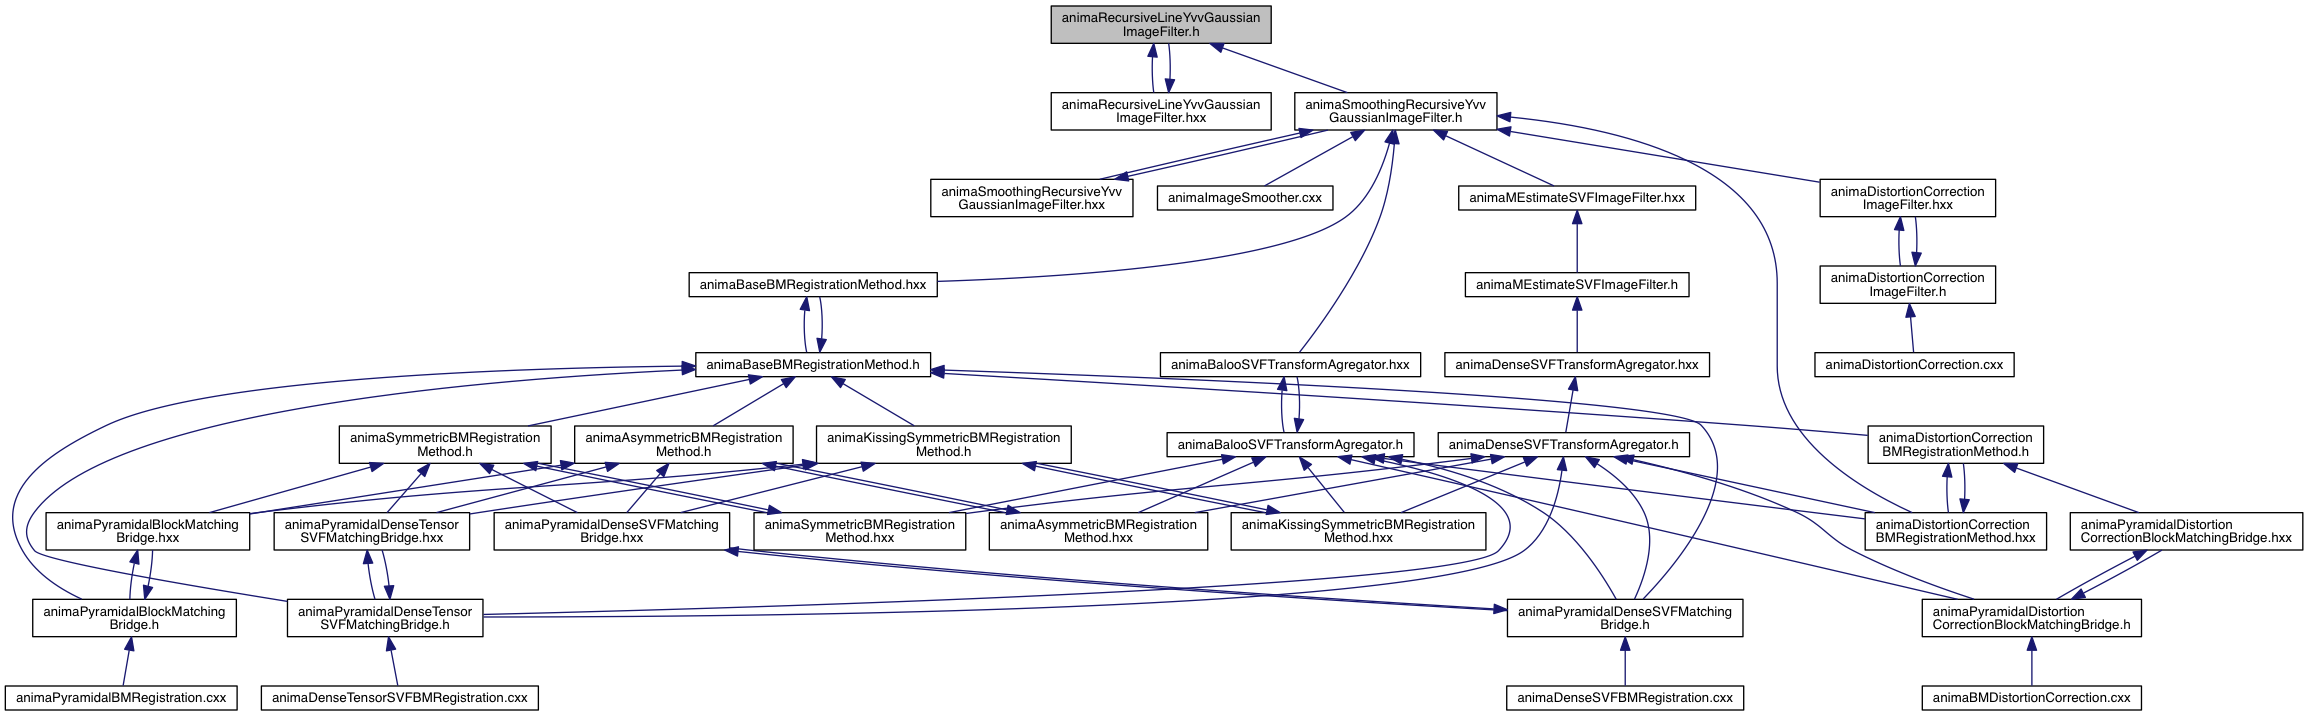 animaRecursiveLineYvvGaussian
ImageFilter.h
animaRecursiveLineYvvGaussian
ImageFilter.hxx
animaSmoothingRecursiveYvv
GaussianImageFilter.h
animaSmoothingRecursiveYvv
GaussianImageFilter.hxx
animaImageSmoother.cxx
animaMEstimateSVFImageFilter.hxx
animaDistortionCorrection
ImageFilter.hxx
animaBaseBMRegistrationMethod.hxx
animaMEstimateSVFImageFilter.h
animaDistortionCorrection
ImageFilter.h
animaBaseBMRegistrationMethod.h
animaBalooSVFTransformAgregator.hxx
animaDenseSVFTransformAgregator.hxx
animaDistortionCorrection.cxx
animaSymmetricBMRegistration
Method.h
animaAsymmetricBMRegistration
Method.h
animaKissingSymmetricBMRegistration
Method.h
animaBalooSVFTransformAgregator.h
animaDenseSVFTransformAgregator.h
animaDistortionCorrection
BMRegistrationMethod.h
animaPyramidalBlockMatching
Bridge.hxx
animaPyramidalDenseTensor
SVFMatchingBridge.hxx
animaPyramidalDenseSVFMatching
Bridge.hxx
animaSymmetricBMRegistration
Method.hxx
animaAsymmetricBMRegistration
Method.hxx
animaKissingSymmetricBMRegistration
Method.hxx
animaDistortionCorrection
BMRegistrationMethod.hxx
animaPyramidalDistortion
CorrectionBlockMatchingBridge.hxx
animaPyramidalBlockMatching
Bridge.h
animaPyramidalDenseTensor
SVFMatchingBridge.h
animaPyramidalDenseSVFMatching
Bridge.h
animaPyramidalDistortion
CorrectionBlockMatchingBridge.h
animaPyramidalBMRegistration.cxx
animaDenseTensorSVFBMRegistration.cxx
animaDenseSVFBMRegistration.cxx
animaBMDistortionCorrection.cxx